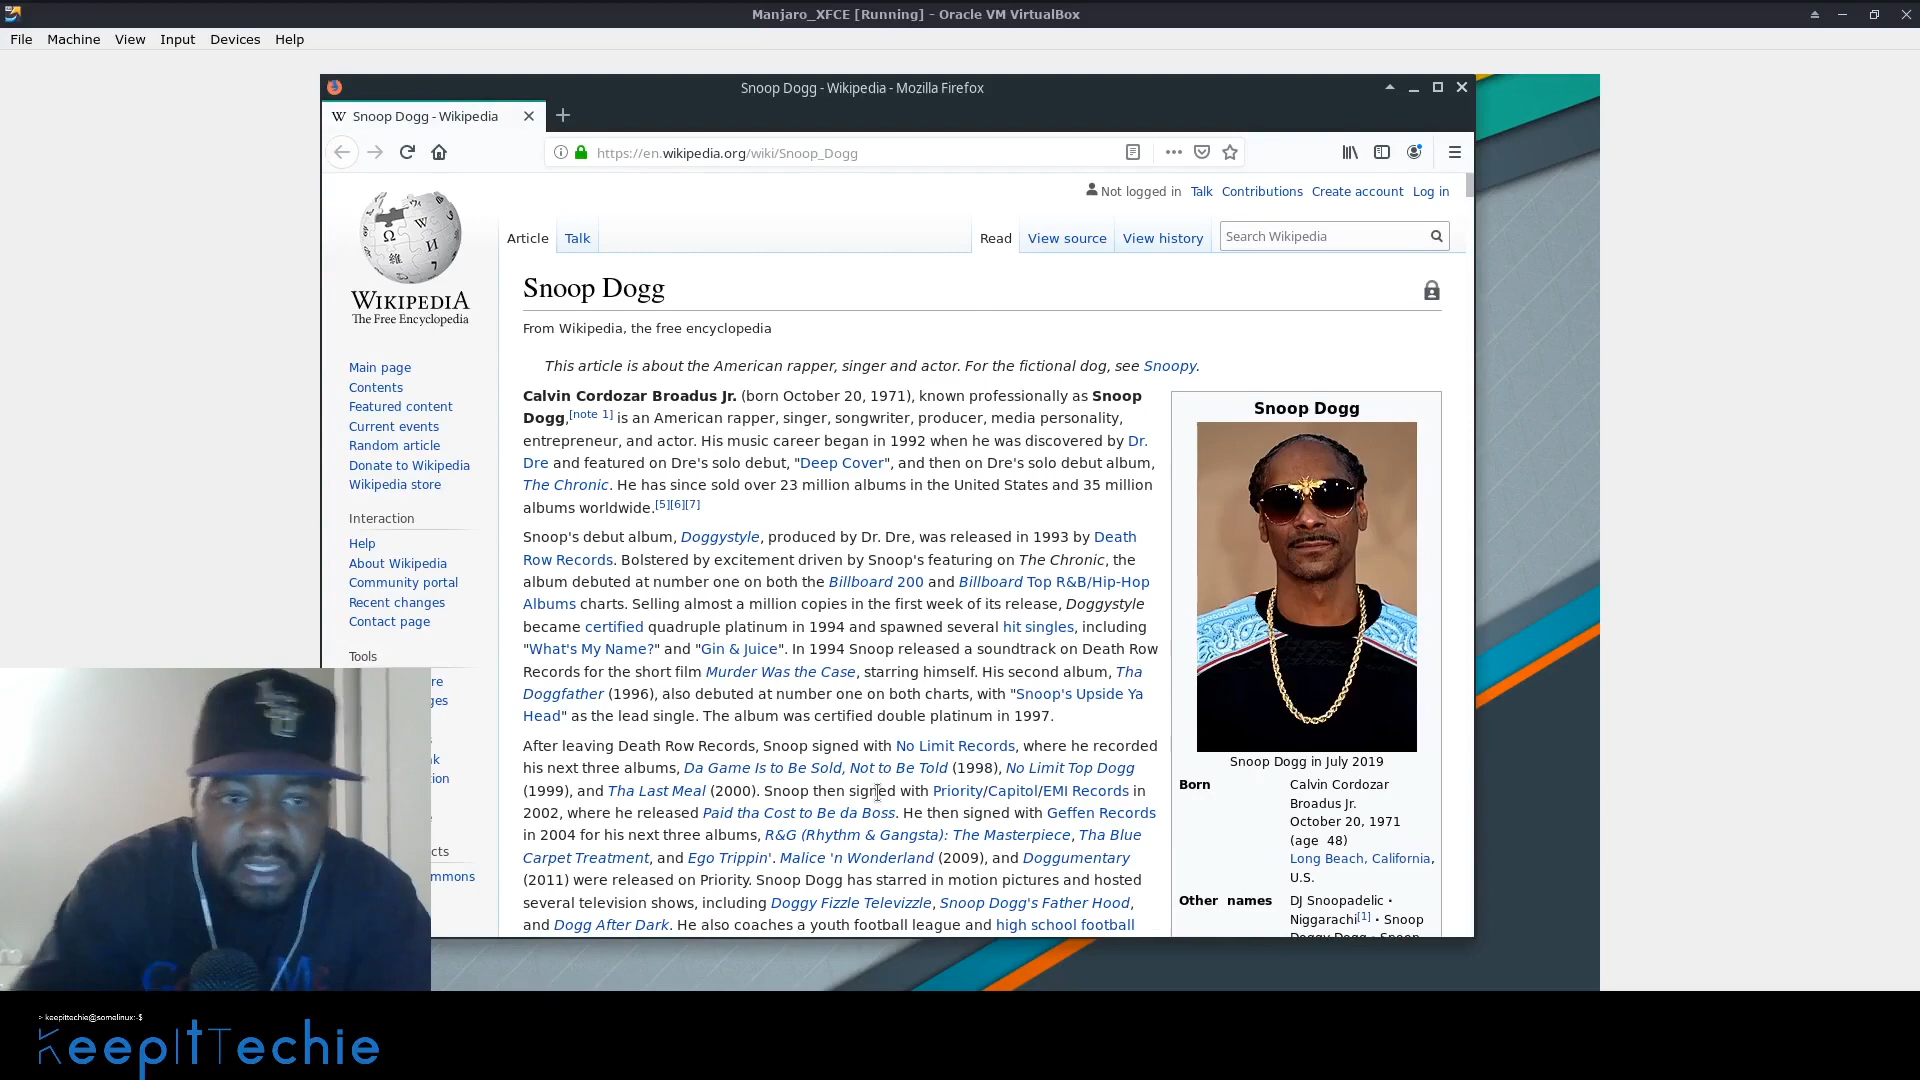 Manjaro_XFCE [Running] - Oracle VM VirtualBox
File Machine View Input Devices Help
Snoop Dogg - Wikipedia - Mozilla Firefox
Snoop Dogg - Wikipedia
https://en.wikipedia.org/wiki/Snoop_Dogg
Not logged in Talk Contributions Create account Log in
Article Talk Read View source View history Search Wikipedia
WIKIPEDIA
The Free Encyclopedia
Main page
Contents
Featured content
Current events
Random article
Donate to Wikipedia
Wikipedia store
Interaction
Help
About Wikipedia
Community portal
Recent changes
Contact page
Tools
re
ges
nk
tion
e
cts
mmons
Snoop Dogg
From Wikipedia, the free encyclopedia
This article is about the American rapper, singer and actor. For the fictional dog, see Snoopy.
Calvin Cordozar Broadus Jr. (born October 20, 1971), known professionally as Snoop
Dogg,[note 1] is an American rapper, singer, songwriter, producer, media personality,
entrepreneur, and actor. His music career began in 1992 when he was discovered by Dr.
Dre and featured on Dre's solo debut, "Deep Cover", and then on Dre's solo debut album,
The Chronic. He has since sold over 23 million albums in the United States and 35 million
albums worldwide.[5][6][7]
Snoop's debut album, Doggystyle, produced by Dr. Dre, was released in 1993 by Death
Row Records. Bolstered by excitement driven by Snoop's featuring on The Chronic, the
album debuted at number one on both the Billboard 200 and Billboard Top R&B/Hip-Hop
Albums charts. Selling almost a million copies in the first week of its release, Doggystyle
became certified quadruple platinum in 1994 and spawned several hit singles, including
"What's My Name?" and "Gin & Juice". In 1994 Snoop released a soundtrack on Death Row
Records for the short film Murder Was the Case, starring himself. His second album, Tha
Doggfather (1996), also debuted at number one on both charts, with "Snoop's Upside Ya
Head" as the lead single. The album was certified double platinum in 1997.
After leaving Death Row Records, Snoop signed with No Limit Records, where he recorded
his next three albums, Da Game Is to Be Sold, Not to Be Told (1998), No Limit Top Dogg
(1999), and Tha Last Meal (2000). Snoop then signed with Priority/Capitol/EMI Records in
2002, where he released Paid tha Cost to Be da Boss. He then signed with Geffen Records
in 2004 for his next three albums, R&G (Rhythm & Gangsta): The Masterpiece, Tha Blue
Carpet Treatment, and Ego Trippin'. Malice 'n Wonderland (2009), and Doggumentary
(2011) were released on Priority. Snoop Dogg has starred in motion pictures and hosted
several television shows, including Doggy Fizzle Televizzle, Snoop Dogg's Father Hood,
and Dogg After Dark. He also coaches a youth football league and high school football
Snoop Dogg
Snoop Dogg in July 2019
Born Calvin Cordozar
Broadus Jr.
October 20, 1971
(age 48)
Long Beach, California,
U.S.
Other names DJ Snoopadelic •
Niggarachi[1] • Snoop
Doggy Dogg • Snoop
> keepittechie@somelinux:-$
KeepItTechie